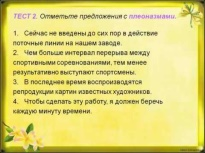 ТЕСТ 2. Отметьте предложения с плеоназмами.
1. Сейчас не введены до сих пор в действие
поточные линии на нашем заводе.
2. Чем больше интервал перерыва между
спортивными соревнованиями, тем менее
результативно выступают спортсмены.
3. В последнее время воспроизводятся
репродукции картин известных художников.
4. Чтобы сделать эту работу, я должен беречь
каждую минуту времени.